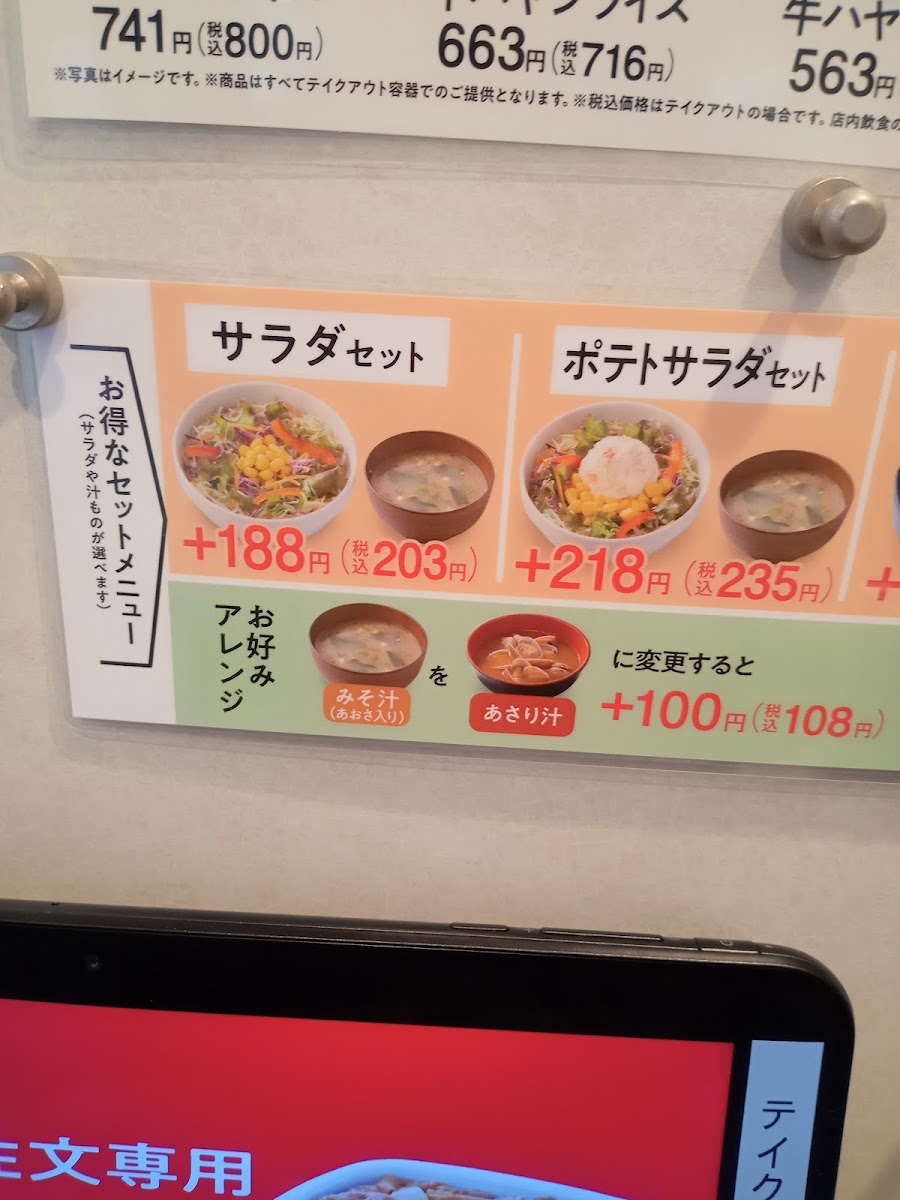 741円(税込800円)
663円(税込716円)
牛ハヤ
563円
※写真はイメージです。※商品はすべてテイクアウト容器でのご提供となります。※税込価格はテイクアウトの場合です。店内飲食の
お得なセットメニュー
(サラダや汁ものが選べます)
サラダセット
+188円(税込203円)
ポテトサラダセット
+218円(税込235円)
+
お好み
アレンジ
みそ汁
(あおさ入り)
を
あさり汁
に変更すると
+100円(税込108円)
文専用
テイク